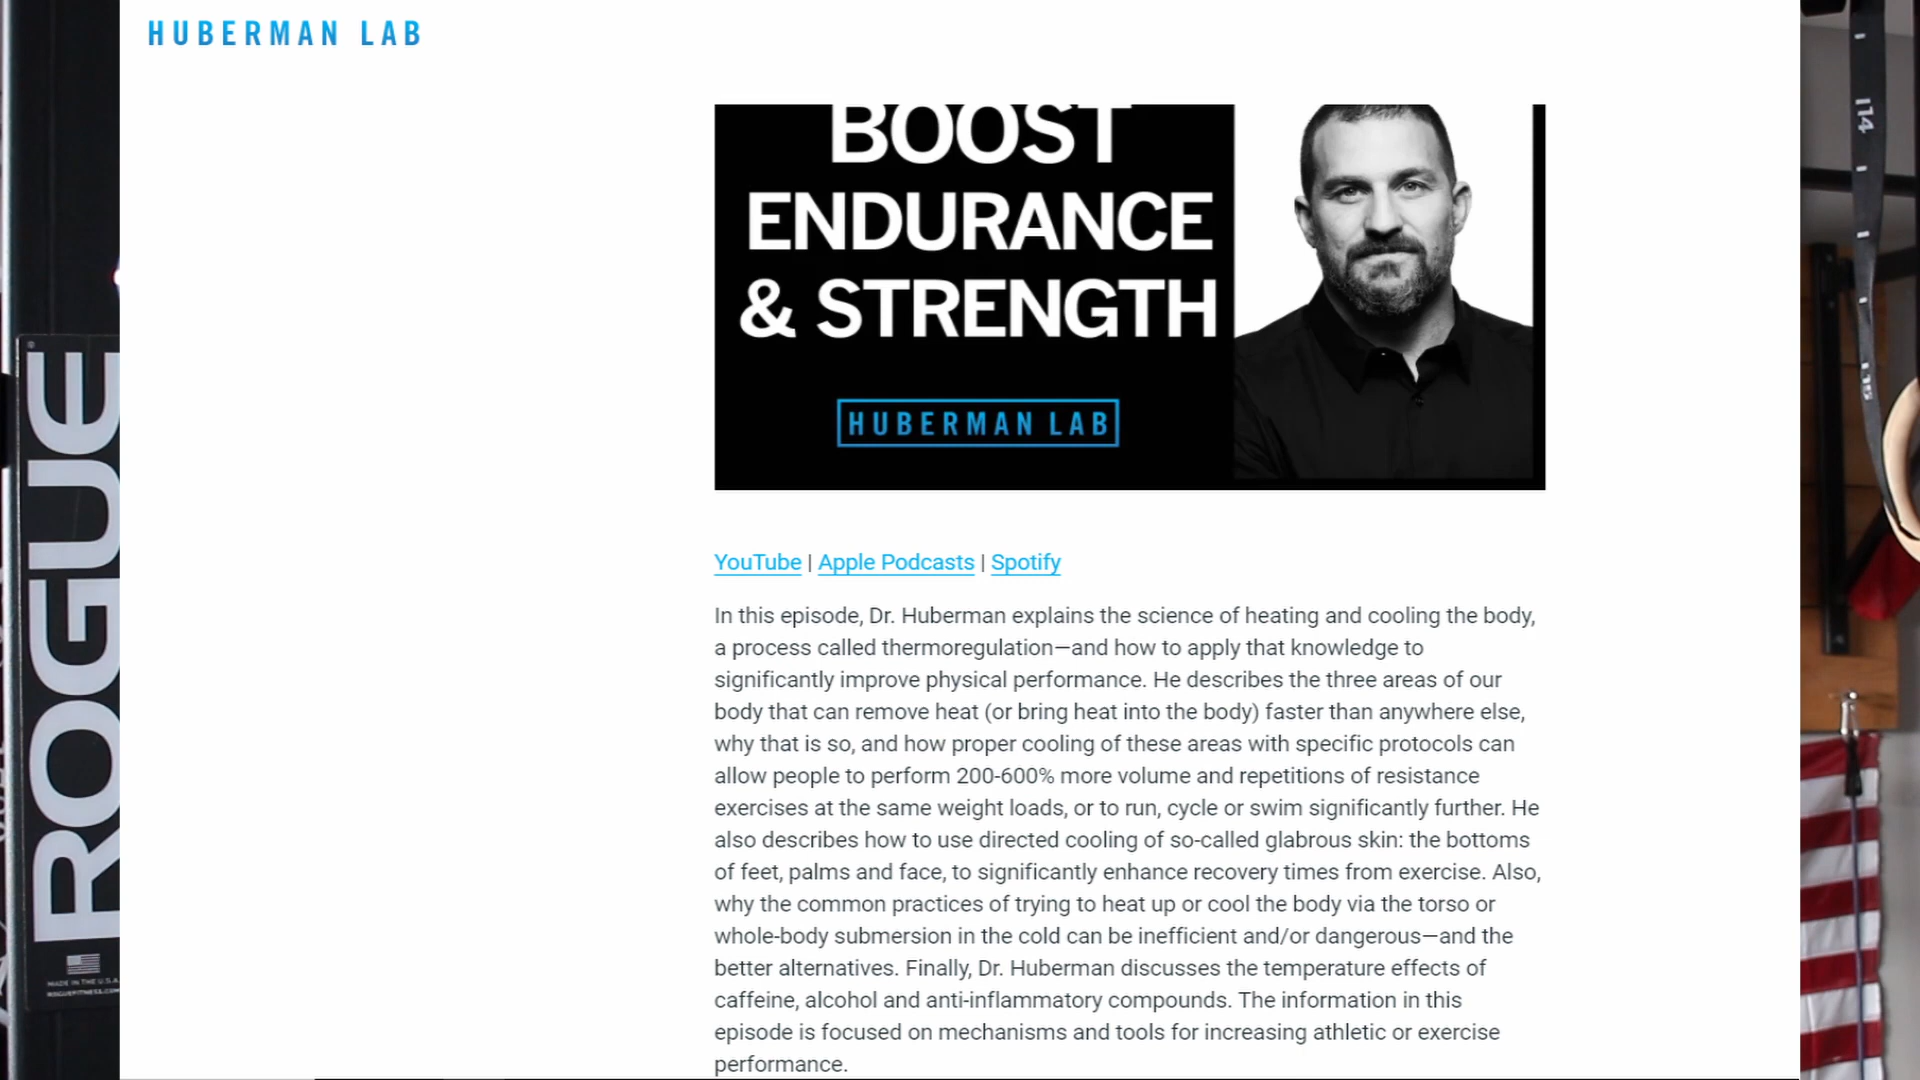 HUBERMAN LAB
BOOST
ENDURANCE
& STRENGTH
HUBERMAN LAB
YouTube | Apple Podcasts | Spotify
In this episode, Dr. Huberman explains the science of heating and cooling the body,
a process called thermoregulation—and how to apply that knowledge to
significantly improve physical performance. He describes the three areas of our
body that can remove heat (or bring heat into the body) faster than anywhere else,
why that is so, and how proper cooling of these areas with specific protocols can
allow people to perform 200-600% more volume and repetitions of resistance
exercises at the same weight loads, or to run, cycle or swim significantly further. He
also describes how to use directed cooling of so-called glabrous skin: the bottoms
of feet, palms and face, to significantly enhance recovery times from exercise. Also,
why the common practices of trying to heat up or cool the body via the torso or
whole-body submersion in the cold can be inefficient and/or dangerous—and the
better alternatives. Finally, Dr. Huberman discusses the temperature effects of
caffeine, alcohol and anti-inflammatory compounds. The information in this
episode is focused on mechanisms and tools for increasing athletic or exercise
performance.
ROGUE
MADE IN THE U.S.A.
ROGUEFITNESS.COM
114